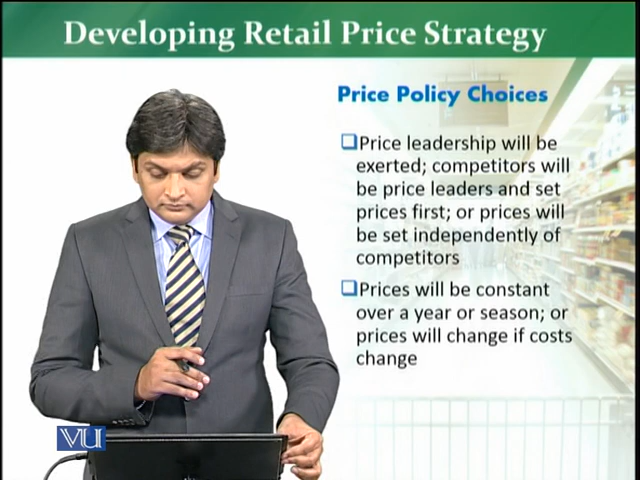 Developing Retail Price Strategy
Price Policy Choices
Price leadership will be
exerted; competitors will
be price leaders and set
prices first; or prices will
be set independently of
competitors
Prices will be constant
over a year or season; or
prices will change if costs
change
VU